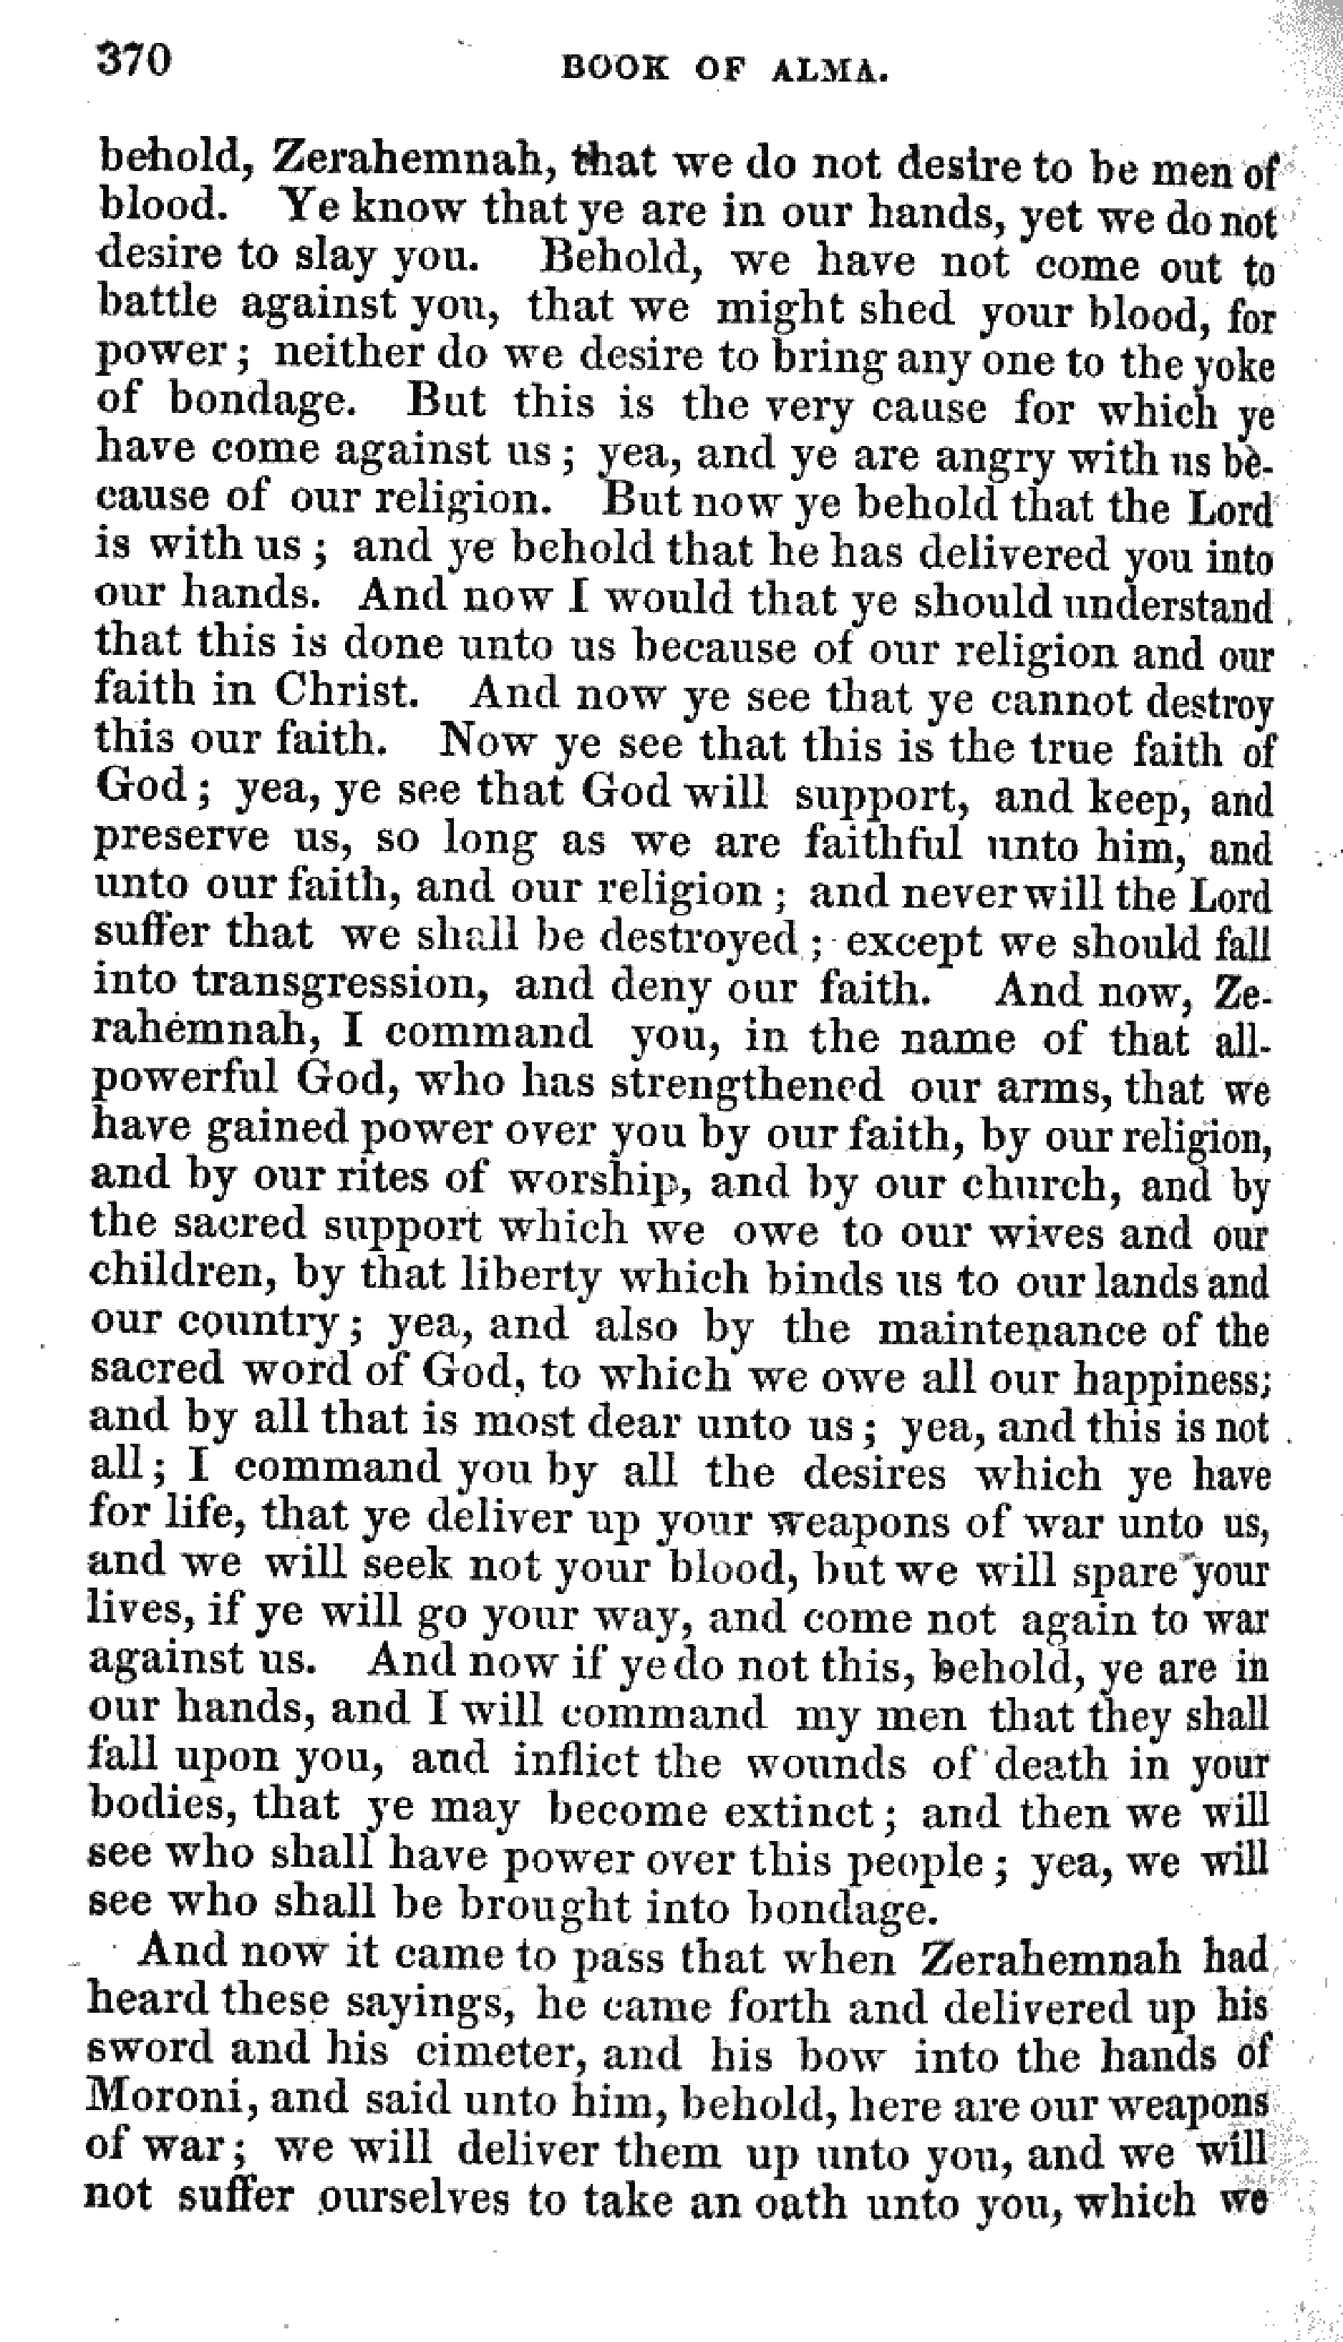 370 BOOK OF ALMA.
behold, Zerahemnah, that we do not desire to be men of
blood. Ye know that ye are in our hands, yet we do not
desire to slay you. Behold, we have not come out to
battle against you, that we might shed your blood, for
power; neither do we desire to bring any one to the yoke
of bondage. But this is the very cause for which ye
have come against us; yea, and ye are angry with us be-
cause of our religion. But now ye behold that the Lord
is with us; and ye behold that he has delivered you into
our hands. And now I would that ye should understand
that this is done unto us because of our religion and our
faith in Christ. And now ye see that ye cannot destroy
this our faith. Now ye see that this is the true faith of
God; yea, ye see that God will support, and keep, and
preserve us, so long as we are faithful unto him, and
unto our faith, and our religion; and never will the Lord
suffer that we shall be destroyed; except we should fall
into transgression, and deny our faith. And now, Ze-
rahemnah, I command you, in the name of that all-
powerful God, who has strengthened our arms, that we
have gained power over you by our faith, by our religion,
and by our rites of worship, and by our church, and by
the sacred support which we owe to our wives and our
children, by that liberty which binds us to our lands and
our country; yea, and also by the maintenance of the
sacred word of God, to which we owe all our happiness;
and by all that is most dear unto us; yea, and this is not
all; I command you by all the desires which ye have
for life, that ye deliver up your weapons of war unto us,
and we will seek not your blood, but we will spare your
lives, if ye will go your way, and come not again to war
against us. And now if ye do not this, behold, ye are in
our hands, and I will command my men that they shall
fall upon you, and inflict the wounds of death in your
bodies, that ye may become extinct; and then we will
see who shall have power over this people; yea, we will
see who shall be brought into bondage.
And now it came to pass that when Zerahemnah had
heard these sayings, he came forth and delivered up his
sword and his cimeter, and his bow into the hands of
Moroni, and said unto him, behold, here are our weapons
of war; we will deliver them up unto you, and we will
not suffer ourselves to take an oath unto you, which we